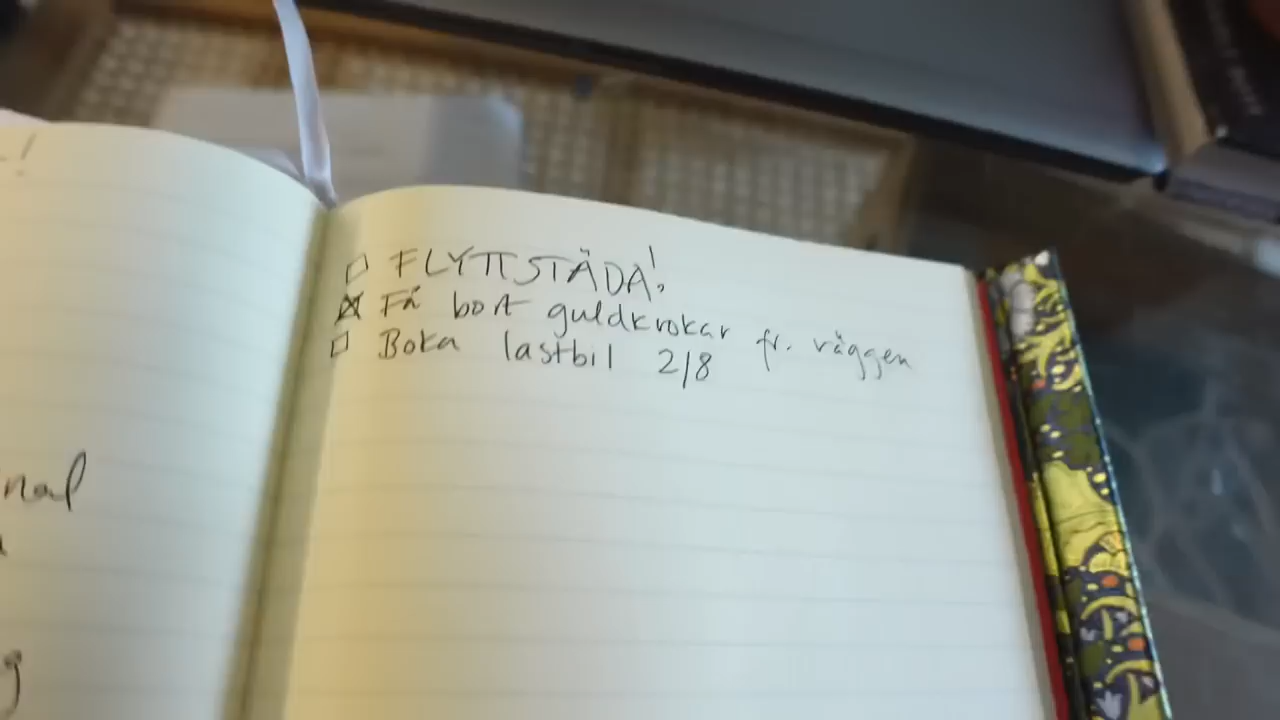 ☐ FLYTTSTÄDA!
☒ Få bort guldkrokar fr. väggen
☐ Boka lastbil 2/8